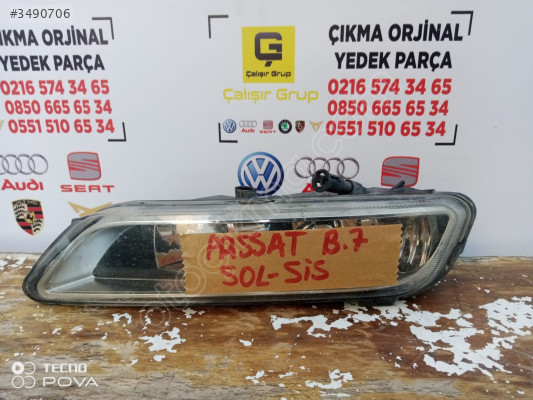 #3490706
ÇIKMA ORJİNAL
YEDEK PARÇA
0216 574 34 65
0850 665 65 34
0551 510 65 34
G
Çalışır Grup
ÇIKMA ORJİNAL
YEDEK PARÇA
0216 574 34 65
0850 665 65 34
0551 510 65 34
Audi
SEAT
Audi
SEAT
PASSAT B.7
SOL-SİS
TECNO
POVA